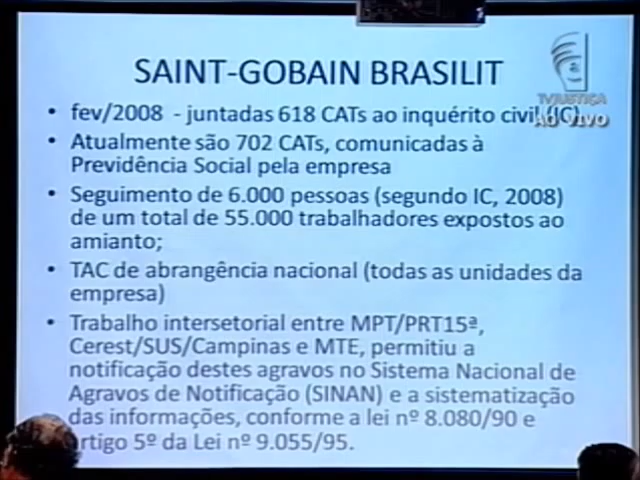 SAINT-GOBAIN BRASILIT
TV JUSTIÇA
AO VIVO
• fev/2008 - juntadas 618 CATs ao inquérito civil (IC)
• Atualmente são 702 CATs, comunicadas à
Previdência Social pela empresa
• Seguimento de 6.000 pessoas (segundo IC, 2008)
de um total de 55.000 trabalhadores expostos ao
amianto;
• TAC de abrangência nacional (todas as unidades da
empresa)
• Trabalho intersetorial entre MPT/PRT15ª,
Cerest/SUS/Campinas e MTE, permitiu a
notificação destes agravos no Sistema Nacional de
Agravos de Notificação (SINAN) e a sistematização
das informações, conforme a lei nº 8.080/90 e
rtigo 5º da Lei nº 9.055/95.